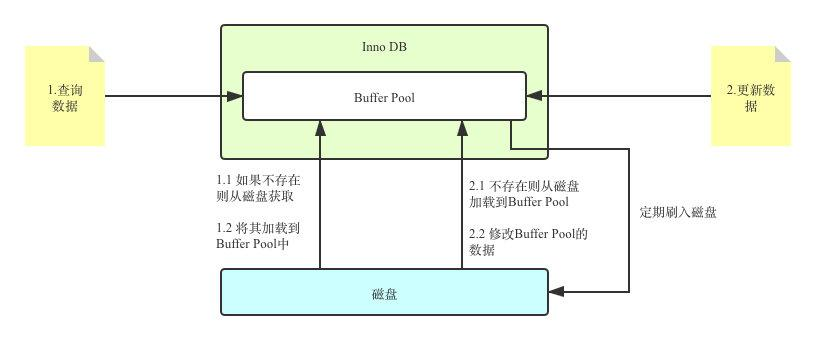 Inno DB
1.查询
数据
Buffer Pool
2.更新数
据
1.1 如果不存在
则从磁盘获取
1.2 将其加载到
Buffer Pool中
2.1 不存在则从磁盘
加载到Buffer Pool
2.2 修改Buffer Pool的
数据
定期刷入磁盘
磁盘